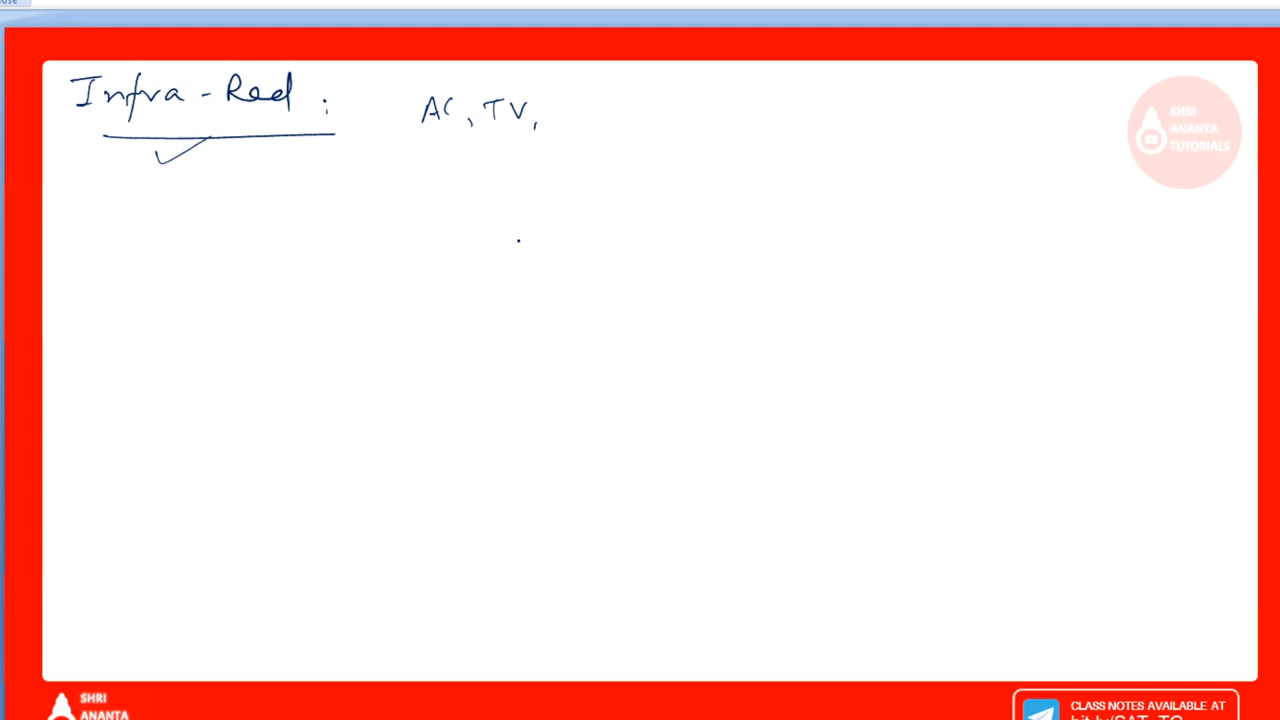 Infra-Red : AC, TV,
SHRI
ANANTA
TUTORIALS
SHRI
ANANTA
CLASS NOTES AVAILABLE AT